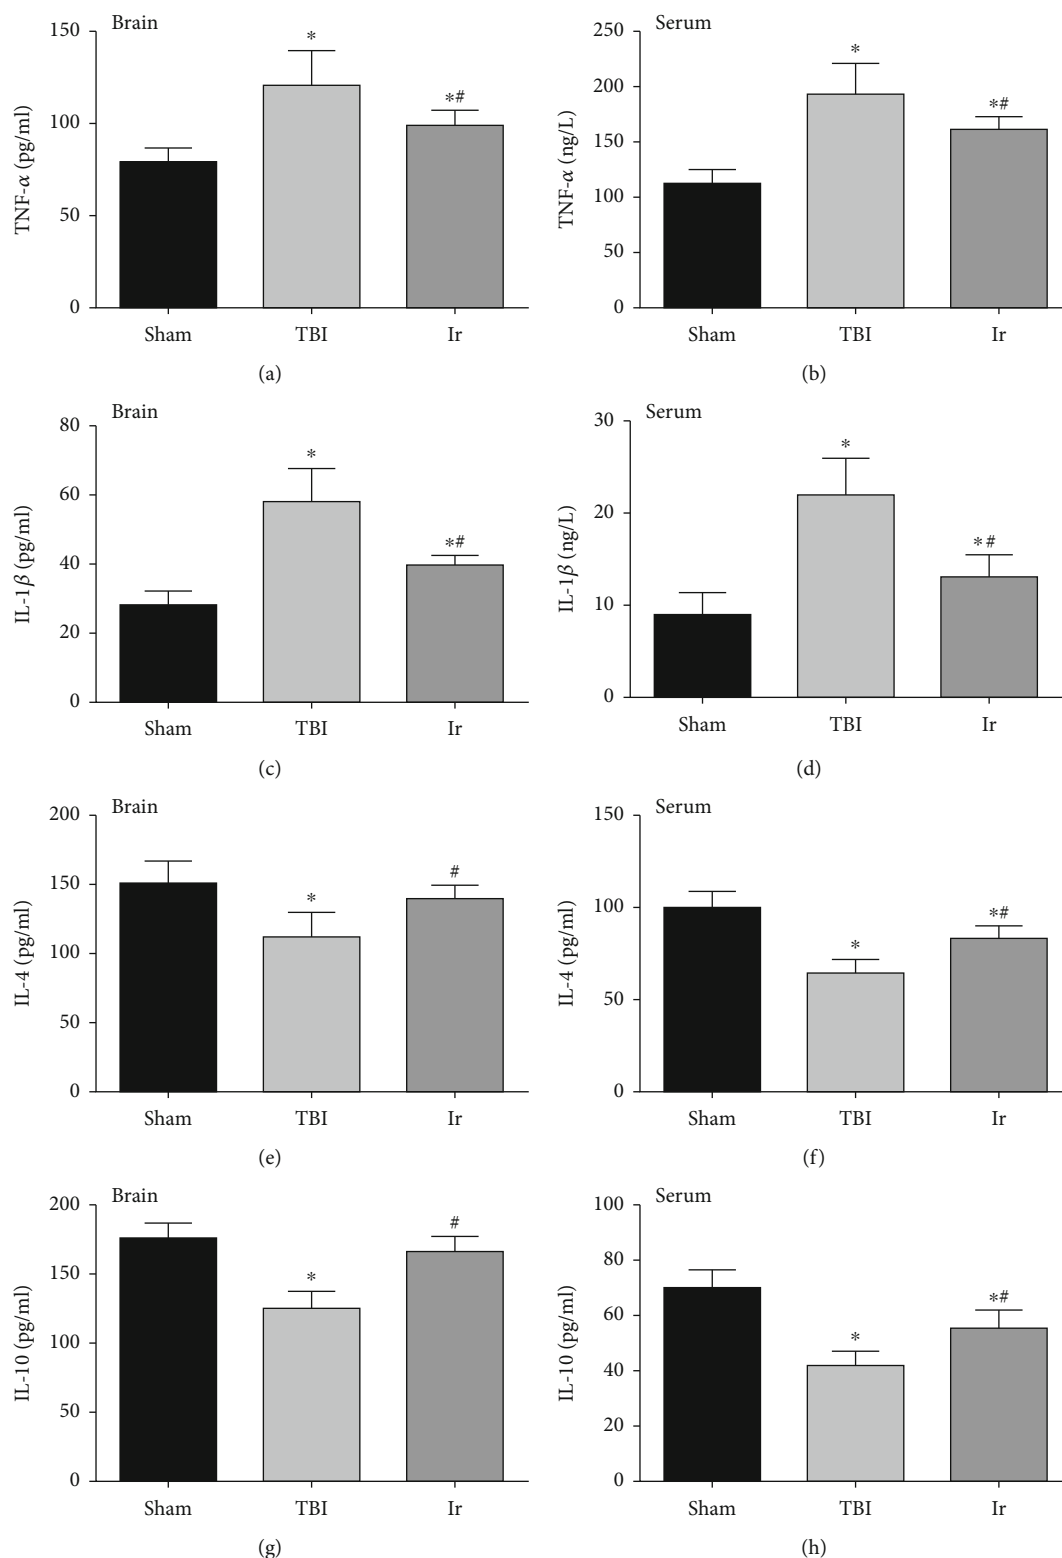 Brain
TNF-α (pg/ml)
150
100
50
0
*
*#
Sham TBI Ir
(a)
Serum
TNF-α (ng/L)
250
200
150
100
50
0
*
*#
Sham TBI Ir
(b)
Brain
IL-1β (pg/ml)
80
60
40
20
0
*
*#
Sham TBI Ir
(c)
Serum
IL-1β (ng/L)
30
20
10
0
*
*#
Sham TBI Ir
(d)
Brain
IL-4 (pg/ml)
200
150
100
50
0
*
#
Sham TBI Ir
(e)
Serum
IL-4 (pg/ml)
150
100
50
0
*
*#
Sham TBI Ir
(f)
Brain
IL-10 (pg/ml)
200
150
100
50
0
*
#
Sham TBI Ir
(g)
Serum
IL-10 (pg/ml)
100
80
60
40
20
0
*
*#
Sham TBI Ir
(h)